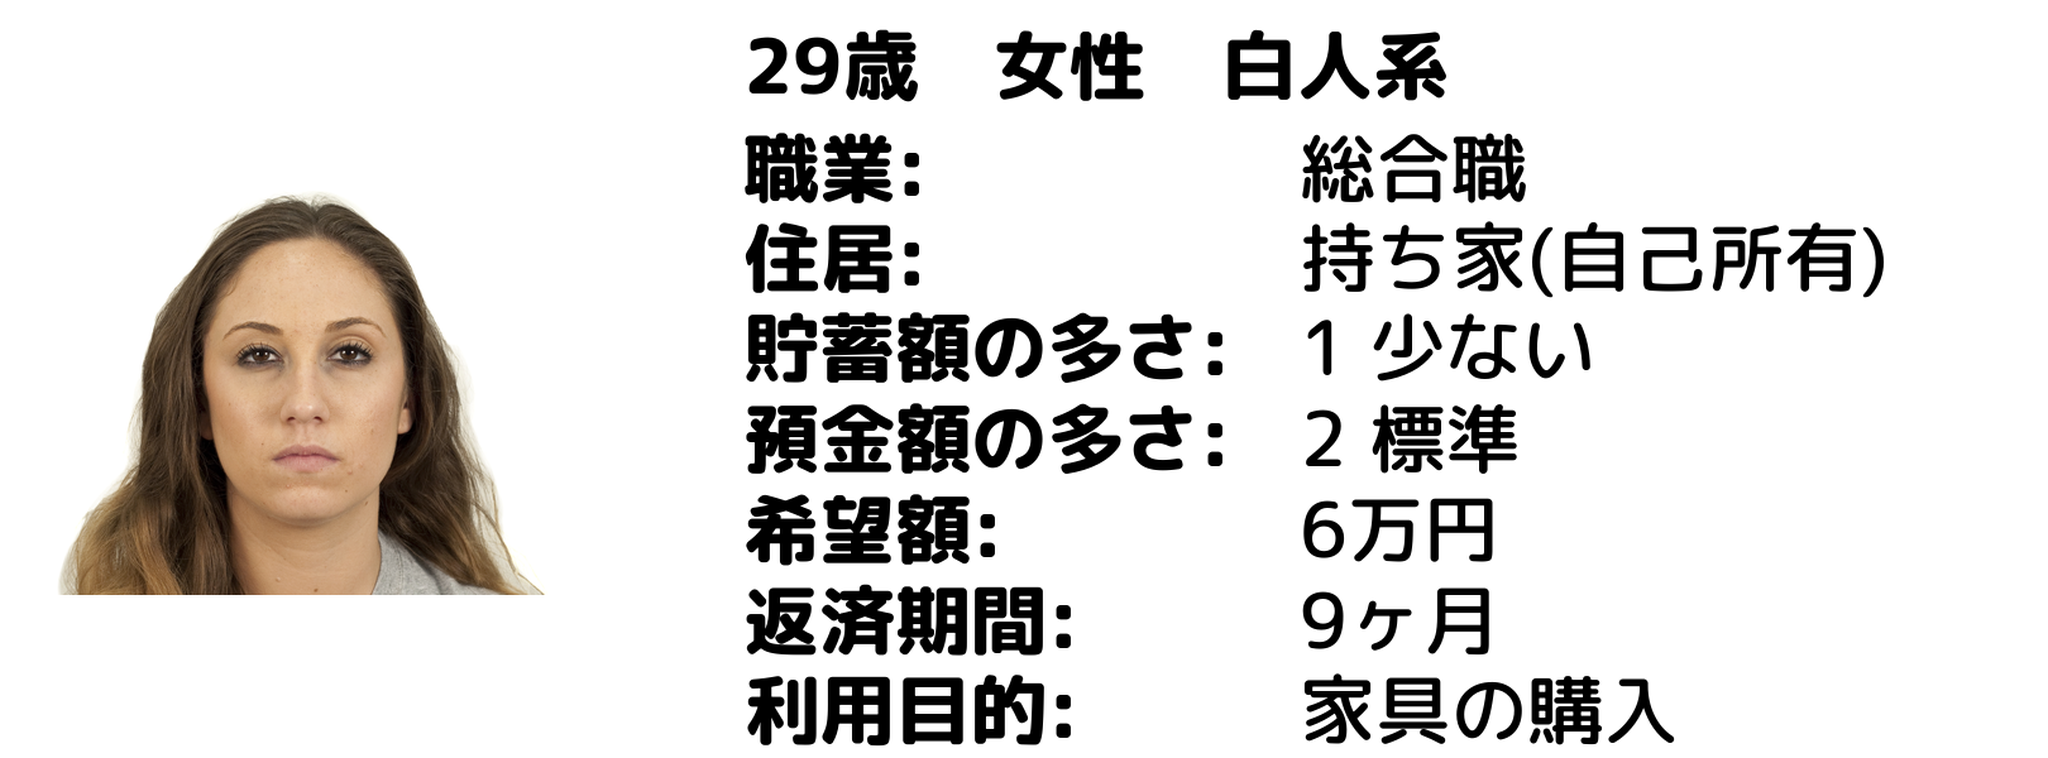 29歳　女性　白人系
職業: 総合職
住居: 持ち家(自己所有)
貯蓄額の多さ: 1 少ない
預金額の多さ: 2 標準
希望額: 6万円
返済期間: 9ヶ月
利用目的: 家具の購入